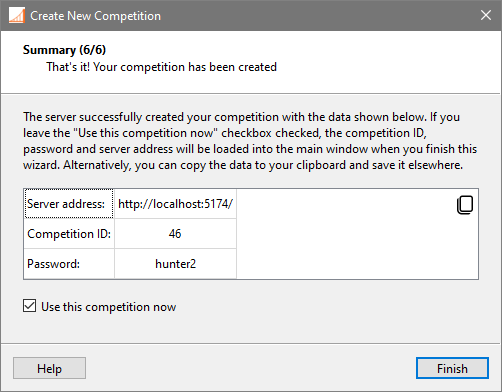 Create New Competition
Summary (6/6)
That's it! Your competition has been created
The server successfully created your competition with the data shown below. If you
leave the "Use this competition now" checkbox checked, the competition ID,
password and server address will be loaded into the main window when you finish this
wizard. Alternatively, you can copy the data to your clipboard and save it elsewhere.
Server address: http://localhost:5174/
Competition ID: 46
Password: hunter2
Use this competition now
Help Finish